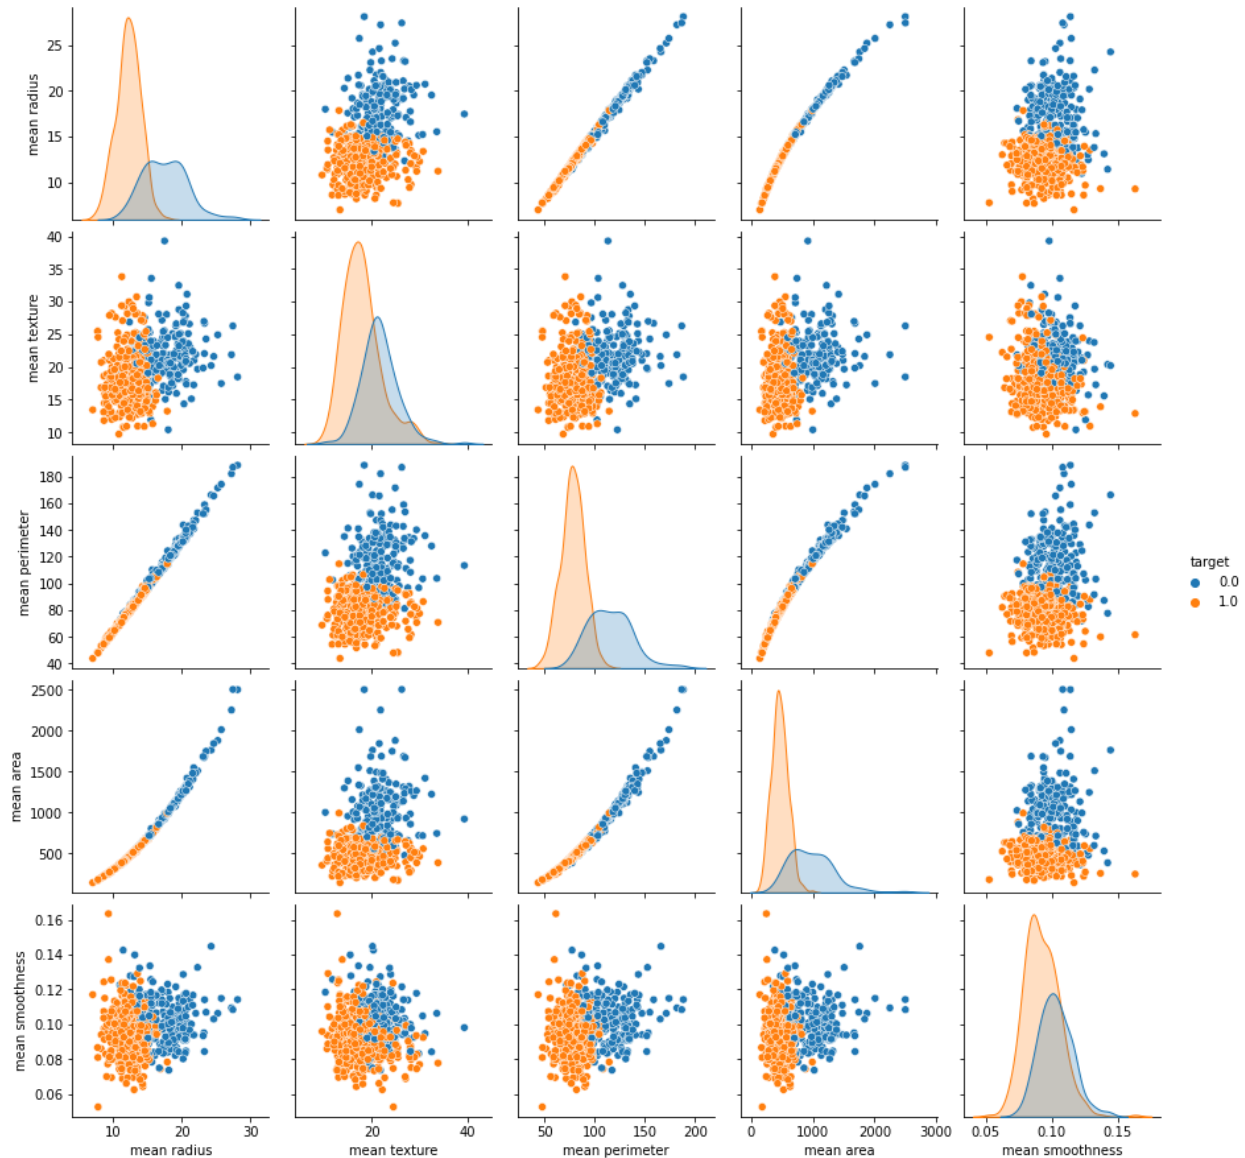 mean radius
25
20
15
10
mean texture
40
35
30
25
20
15
10
mean perimeter
180
160
140
120
100
80
60
40
target
0.0
1.0
mean area
2500
2000
1500
1000
500
mean smoothness
0.16
0.14
0.12
0.10
0.08
0.06
10 20 30
20 40
50 100 150 200
0 1000 2000 3000
0.05 0.10 0.15
mean radius
mean texture
mean perimeter
mean area
mean smoothness